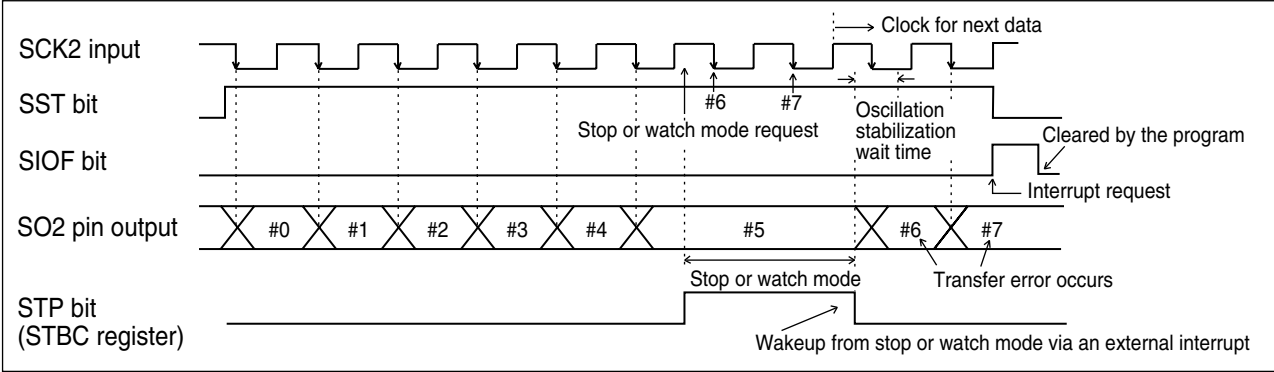 Clock for next data
SCK2 input
SST bit
#6 #7
Stop or watch mode request
Oscillation
stabilization
wait time
Cleared by the program
SIOF bit
Interrupt request
SO2 pin output
#0 #1 #2 #3 #4 #5 #6 #7
Stop or watch mode
Transfer error occurs
STP bit
(STBC register)
Wakeup from stop or watch mode via an external interrupt